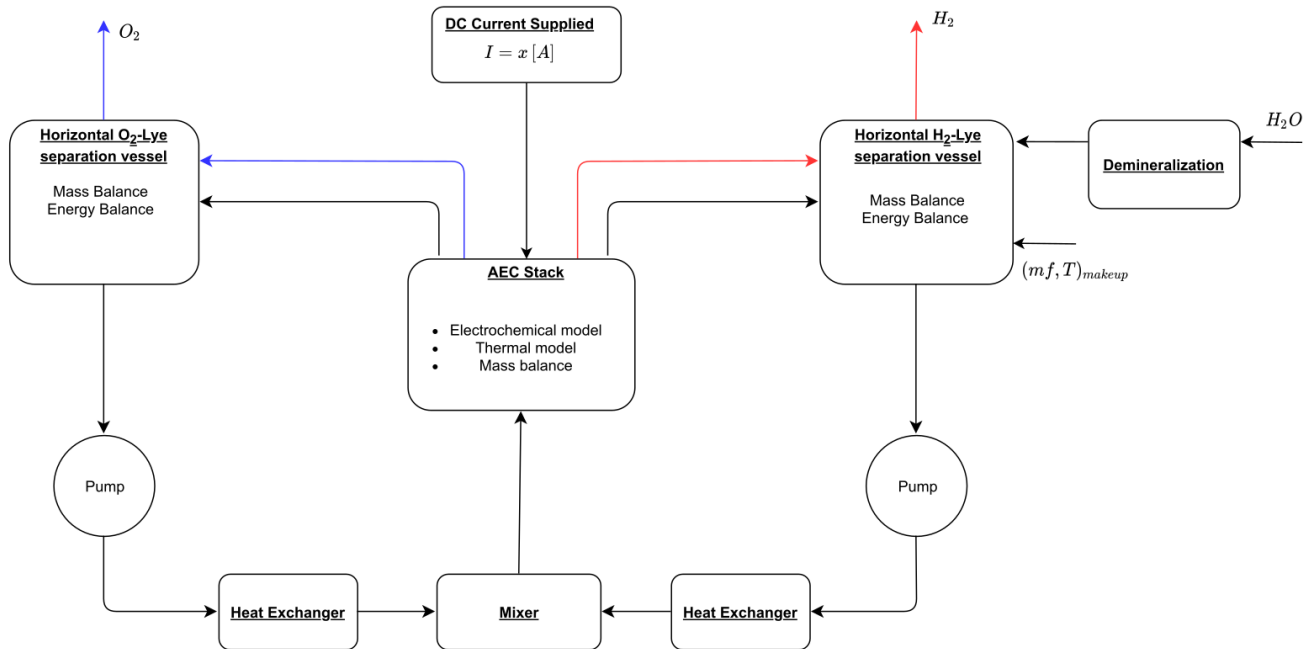 O₂
DC Current Supplied
I = x [A]
H₂
Horizontal O₂-Lye
separation vessel
Mass Balance
Energy Balance
Horizontal H₂-Lye
separation vessel
Mass Balance
Energy Balance
H₂O
Demineralization
(mf, T)ₘₐₖₑᵤₚ
AEC Stack
• Electrochemical model
• Thermal model
• Mass balance
Pump
Pump
Heat Exchanger
Mixer
Heat Exchanger